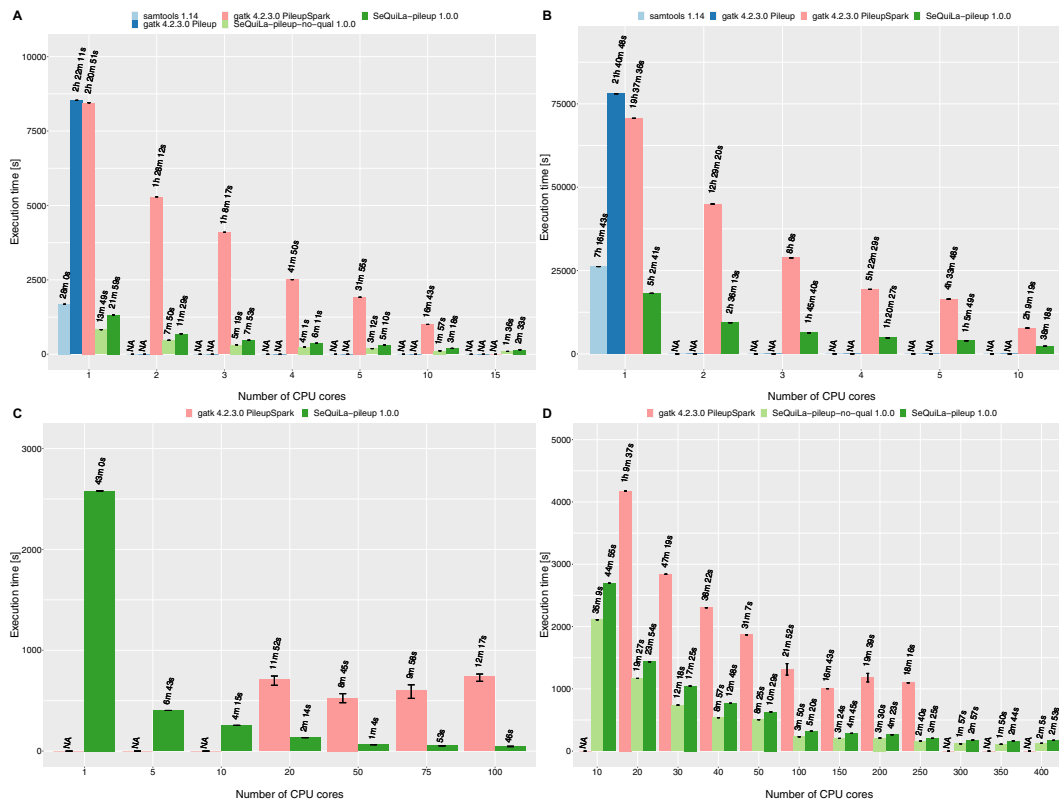 A
samtools 1.14
gatk 4.2.3.0 Pileup
gatk 4.2.3.0 PileupSpark
SeQuiLa-pileup-no-qual 1.0.0
SeQuiLa-pileup 1.0.0
Execution time [s]
10000
7500
5000
2500
0
28m 0s
2h 22m 11s
2h 20m 51s
13m 49s
21m 59s
NA
NA
1h 28m 12s
7m 50s
11m 29s
NA
NA
1h 8m 17s
5m 19s
7m 53s
NA
NA
41m 50s
4m 1s
6m 11s
NA
NA
31m 55s
3m 12s
5m 10s
NA
NA
16m 43s
1m 57s
3m 18s
NA
NA
NA
1m 36s
2m 33s
1 2 3 4 5 10 15
Number of CPU cores
B
samtools 1.14 gatk 4.2.3.0 Pileup gatk 4.2.3.0 PileupSpark SeQuiLa-pileup 1.0.0
Execution time [s]
75000
50000
25000
0
7h 16m 43s
21h 40m 48s
19h 37m 36s
5h 2m 41s
NA
NA
12h 29m 20s
2h 36m 13s
NA
NA
8h 8s
1h 45m 40s
NA
NA
5h 22m 29s
1h 20m 27s
NA
NA
4h 33m 48s
1h 5m 49s
NA
NA
2h 9m 19s
39m 18s
1 2 3 4 5 10
Number of CPU cores
C
gatk 4.2.3.0 PileupSpark SeQuiLa-pileup 1.0.0
Execution time [s]
3000
2000
1000
0
NA
43m 0s
NA
6m 43s
NA
4m 15s
11m 52s
2m 14s
8m 45s
1m 4s
9m 58s
53s
12m 17s
46s
1 5 10 20 50 75 100
Number of CPU cores
D
gatk 4.2.3.0 PileupSpark SeQuiLa-pileup-no-qual 1.0.0 SeQuiLa-pileup 1.0.0
Execution time [s]
5000
4000
3000
2000
1000
0
35m 9s
44m 55s
1h 9m 37s
19m 27s
23m 54s
47m 19s
12m 18s
17m 25s
38m 22s
8m 57s
12m 48s
31m 7s
8m 25s
10m 29s
21m 52s
3m 50s
5m 20s
16m 43s
3m 24s
4m 45s
19m 39s
3m 30s
4m 23s
18m 16s
2m 40s
3m 25s
NA
1m 57s
2m 57s
NA
1m 50s
2m 44s
NA
2m 5s
2m 53s
10 20 30 40 50 100 150 200 250 300 350 400
Number of CPU cores